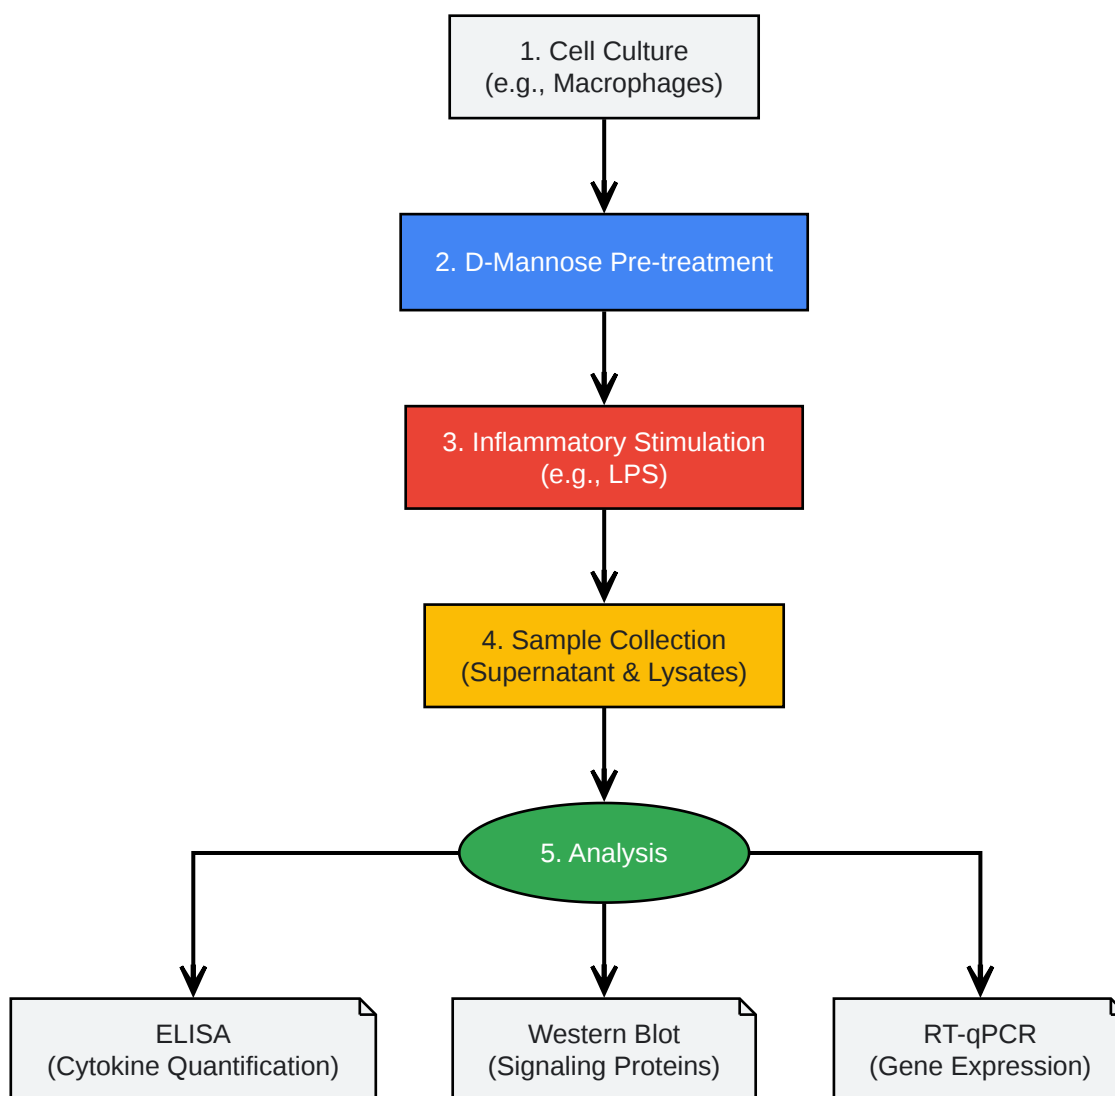 1. Cell Culture
(e.g., Macrophages)
2. D-Mannose Pre-treatment
3. Inflammatory Stimulation
(e.g., LPS)
4. Sample Collection
(Supernatant & Lysates)
5. Analysis
ELISA
(Cytokine Quantification)
Western Blot
(Signaling Proteins)
RT-qPCR
(Gene Expression)